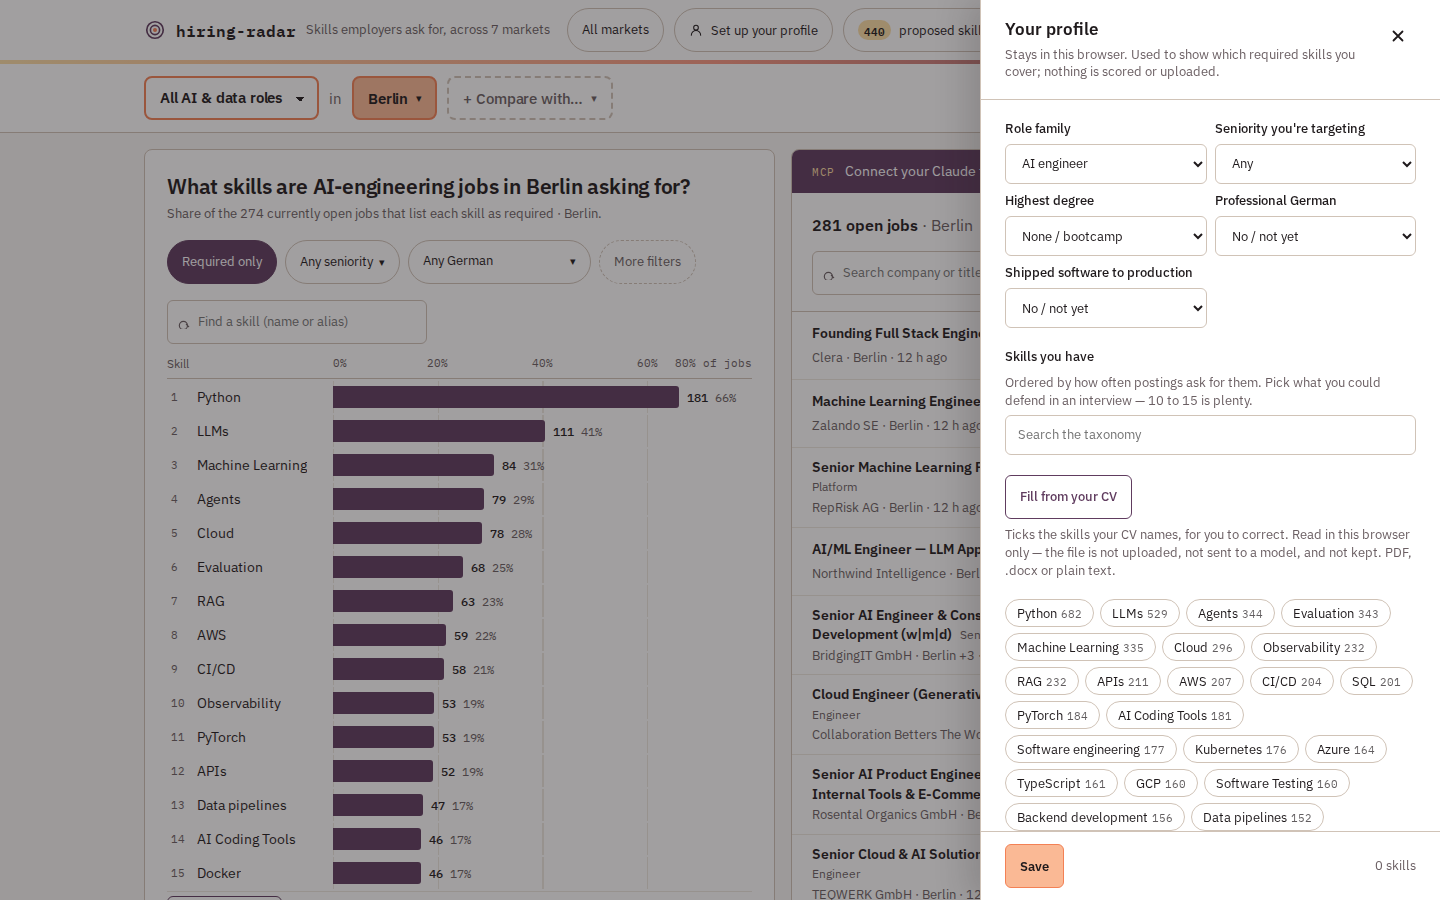 hiring-radar
Skills employers ask for, across 7 markets
All markets
Set up your profile
440 proposed skil
All AI & data roles
in
Berlin
+ Compare with...
What skills are AI-engineering jobs in Berlin asking for?
Share of the 274 currently open jobs that list each skill as required · Berlin.
Required only
Any seniority
Any German
More filters
Find a skill (name or alias)
Skill 0% 20% 40% 60% 80% of jobs
1 Python 181 66%
2 LLMs 111 41%
3 Machine Learning 84 31%
4 Agents 79 29%
5 Cloud 78 28%
6 Evaluation 68 25%
7 RAG 63 23%
8 AWS 59 22%
9 CI/CD 58 21%
10 Observability 53 19%
11 PyTorch 53 19%
12 APIs 52 19%
13 Data pipelines 47 17%
14 AI Coding Tools 46 17%
15 Docker 46 17%
MCP Connect your Claude
281 open jobs · Berlin
Search company or title
Founding Full Stack Engin
Clera · Berlin · 12 h ago
Machine Learning Enginee
Zalando SE · Berlin · 12 h ago
Senior Machine Learning
Platform
RepRisk AG · Berlin · 12 h ago
AI/ML Engineer — LLM App
Northwind Intelligence · Berl
Senior AI Engineer & Cons
Development (w|m|d) Sen
BridgingIT GmbH · Berlin +3 ·
Cloud Engineer (Generativ
Engineer
Collaboration Betters The Wo
Senior AI Product Enginee
Internal Tools & E-Comme
Rosental Organics GmbH · Be
Senior Cloud & AI Solution
Engineer
TEQWERK GmbH · Berlin · 12
Your profile
Stays in this browser. Used to show which required skills you
cover; nothing is scored or uploaded.
Role family
AI engineer
Seniority you're targeting
Any
Highest degree
None / bootcamp
Professional German
No / not yet
Shipped software to production
No / not yet
Skills you have
Ordered by how often postings ask for them. Pick what you could
defend in an interview — 10 to 15 is plenty.
Search the taxonomy
Fill from your CV
Ticks the skills your CV names, for you to correct. Read in this browser
only — the file is not uploaded, not sent to a model, and not kept. PDF,
.docx or plain text.
Python 682 LLMs 529 Agents 344 Evaluation 343
Machine Learning 335 Cloud 296 Observability 232
RAG 232 APIs 211 AWS 207 CI/CD 204 SQL 201
PyTorch 184 AI Coding Tools 181
Software engineering 177 Kubernetes 176 Azure 164
TypeScript 161 GCP 160 Software Testing 160
Backend development 156 Data pipelines 152
Save
0 skills